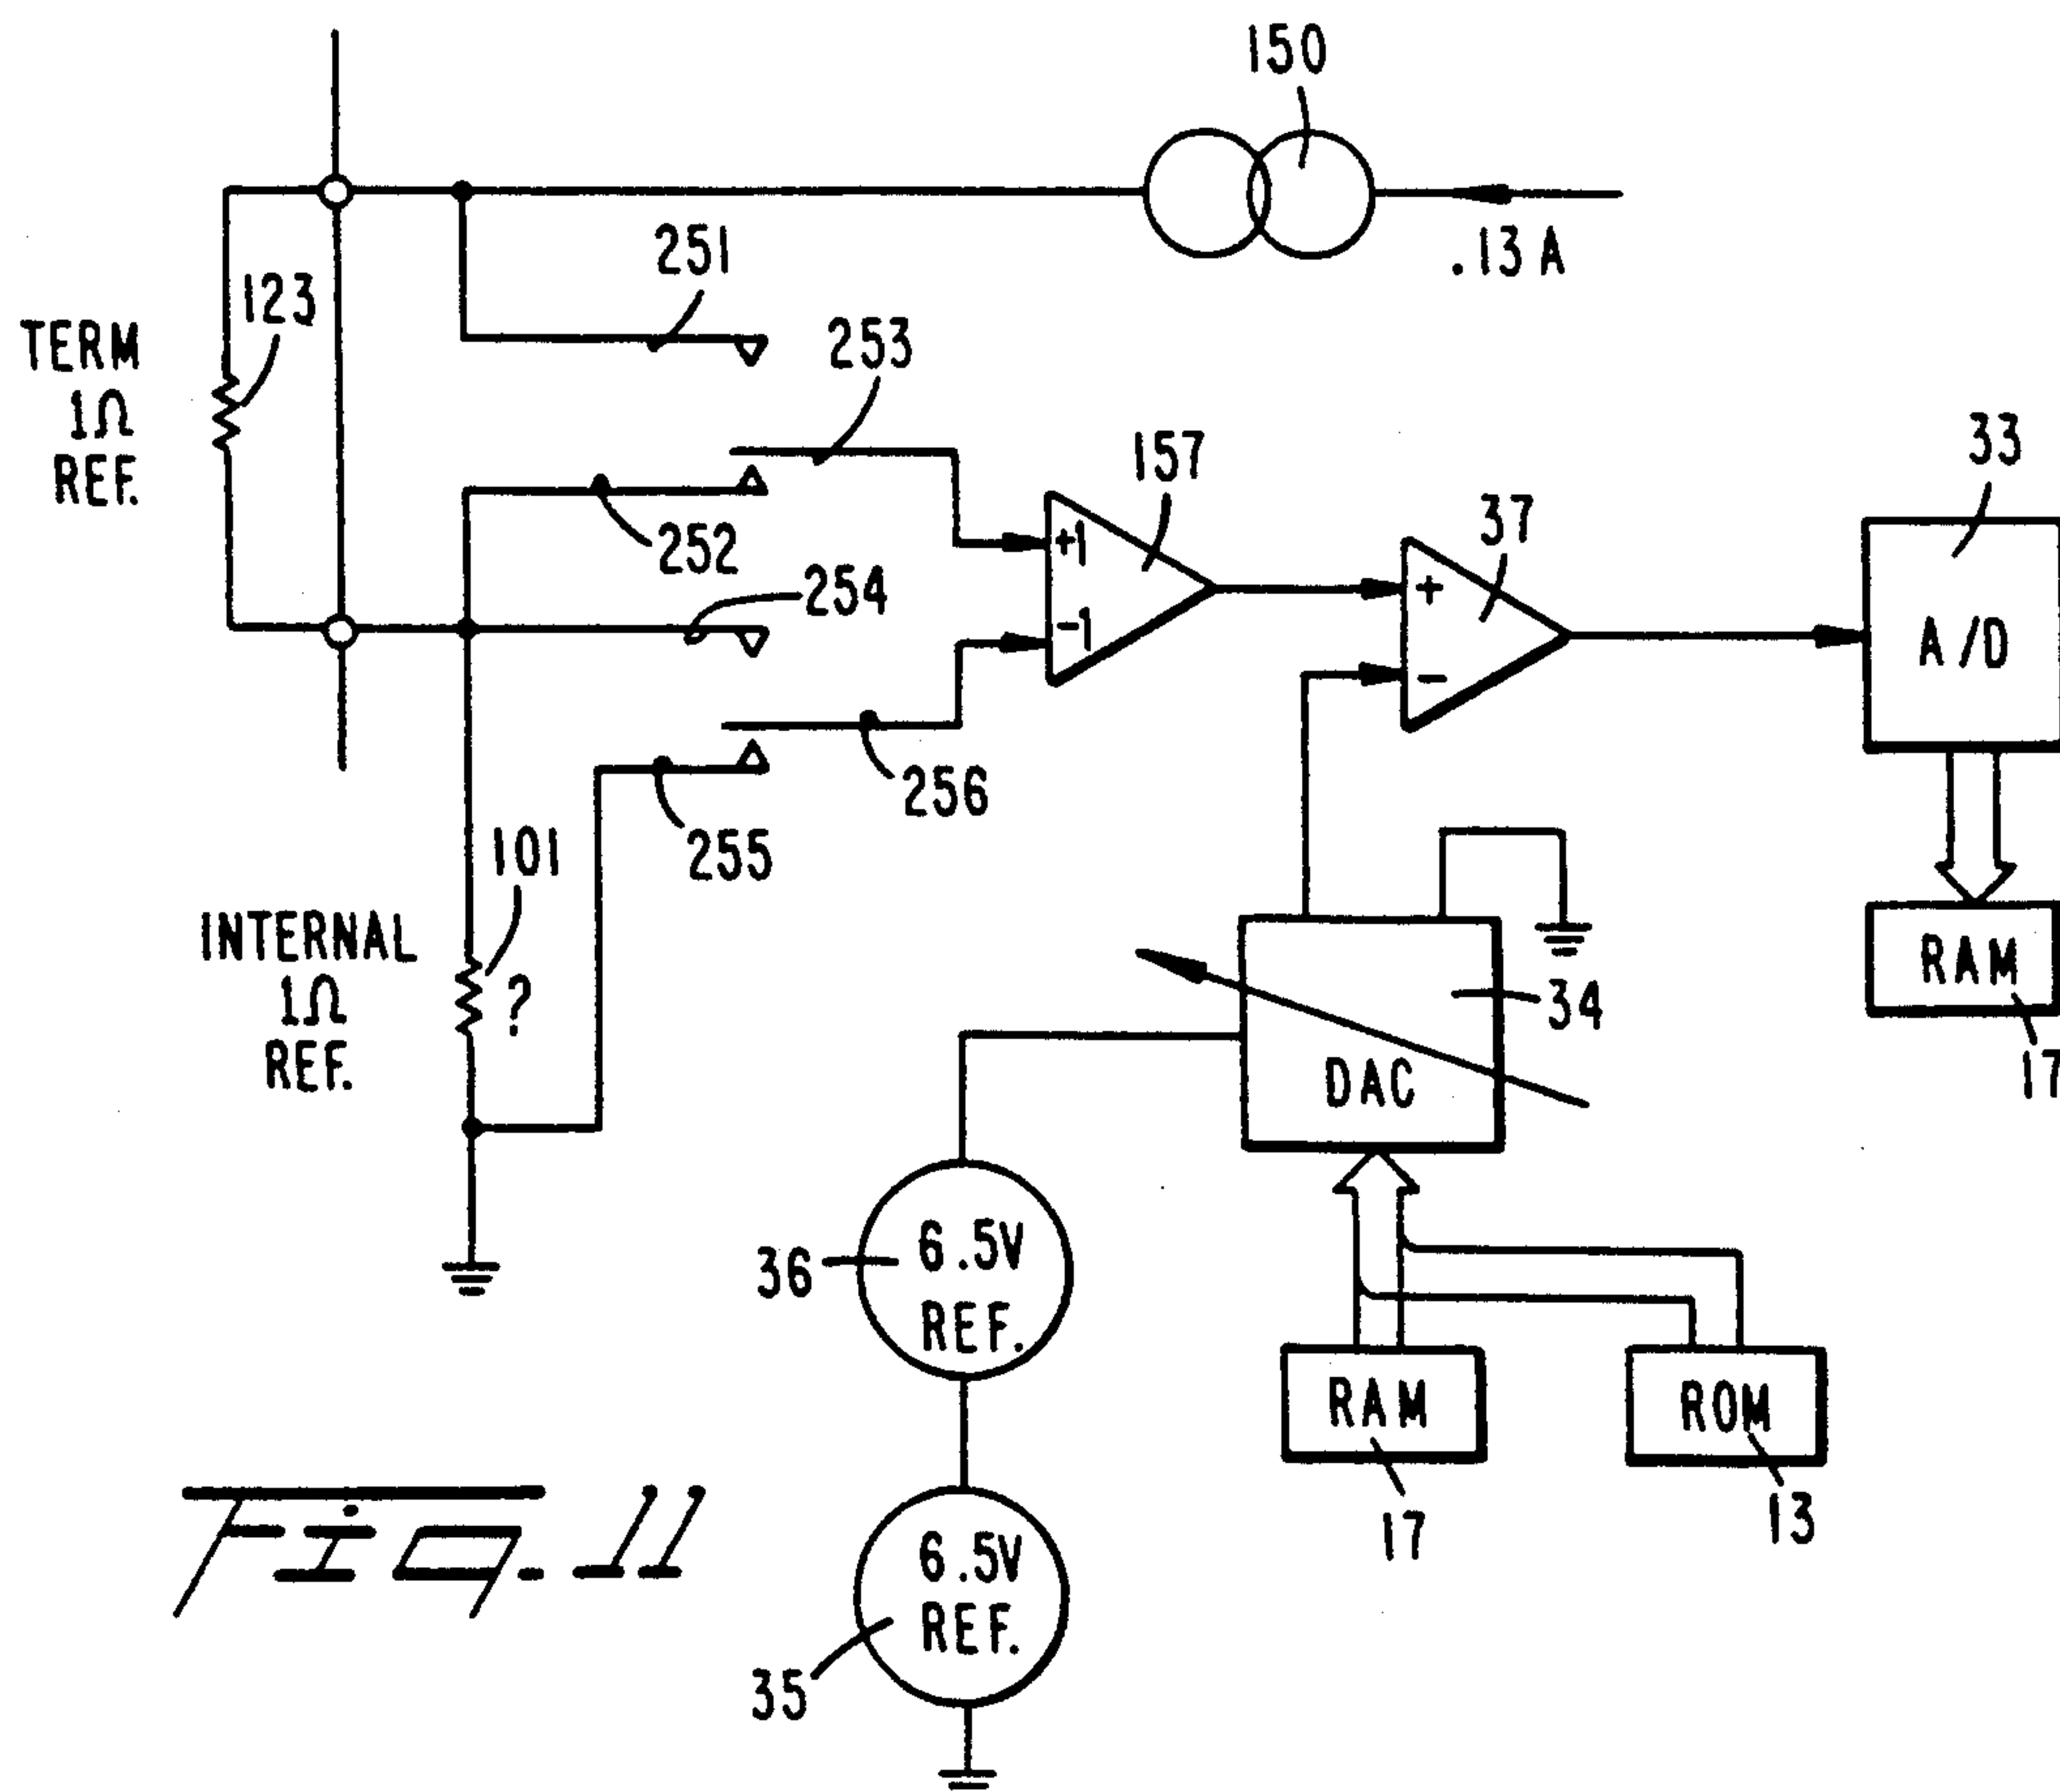 150
.13A
251
123
TERM
1Ω
REF.
253
157
37
33
+1
-1
+
-
A/D
252
254
256
255
101
INTERNAL
1Ω
REF.
?
RAM
17
34
DAC
36
6.5V
REF.
RAM
17
ROM
13
6.5V
REF.
35
Fig. 11